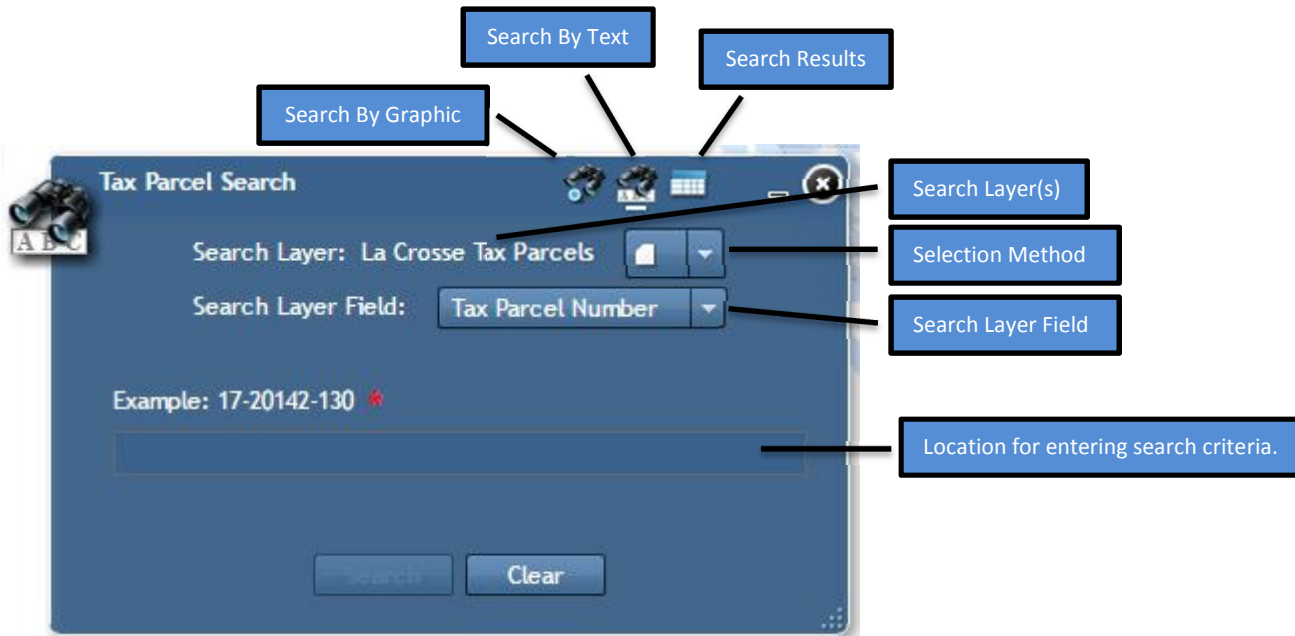 Search By Text
Search Results
Search By Graphic
Tax Parcel Search
ABC
Search Layer(s)
Search Layer: La Crosse Tax Parcels
Selection Method
Search Layer Field:
Tax Parcel Number
Search Layer Field
Example: 17-20142-130 *
Location for entering search criteria.
Search
Clear